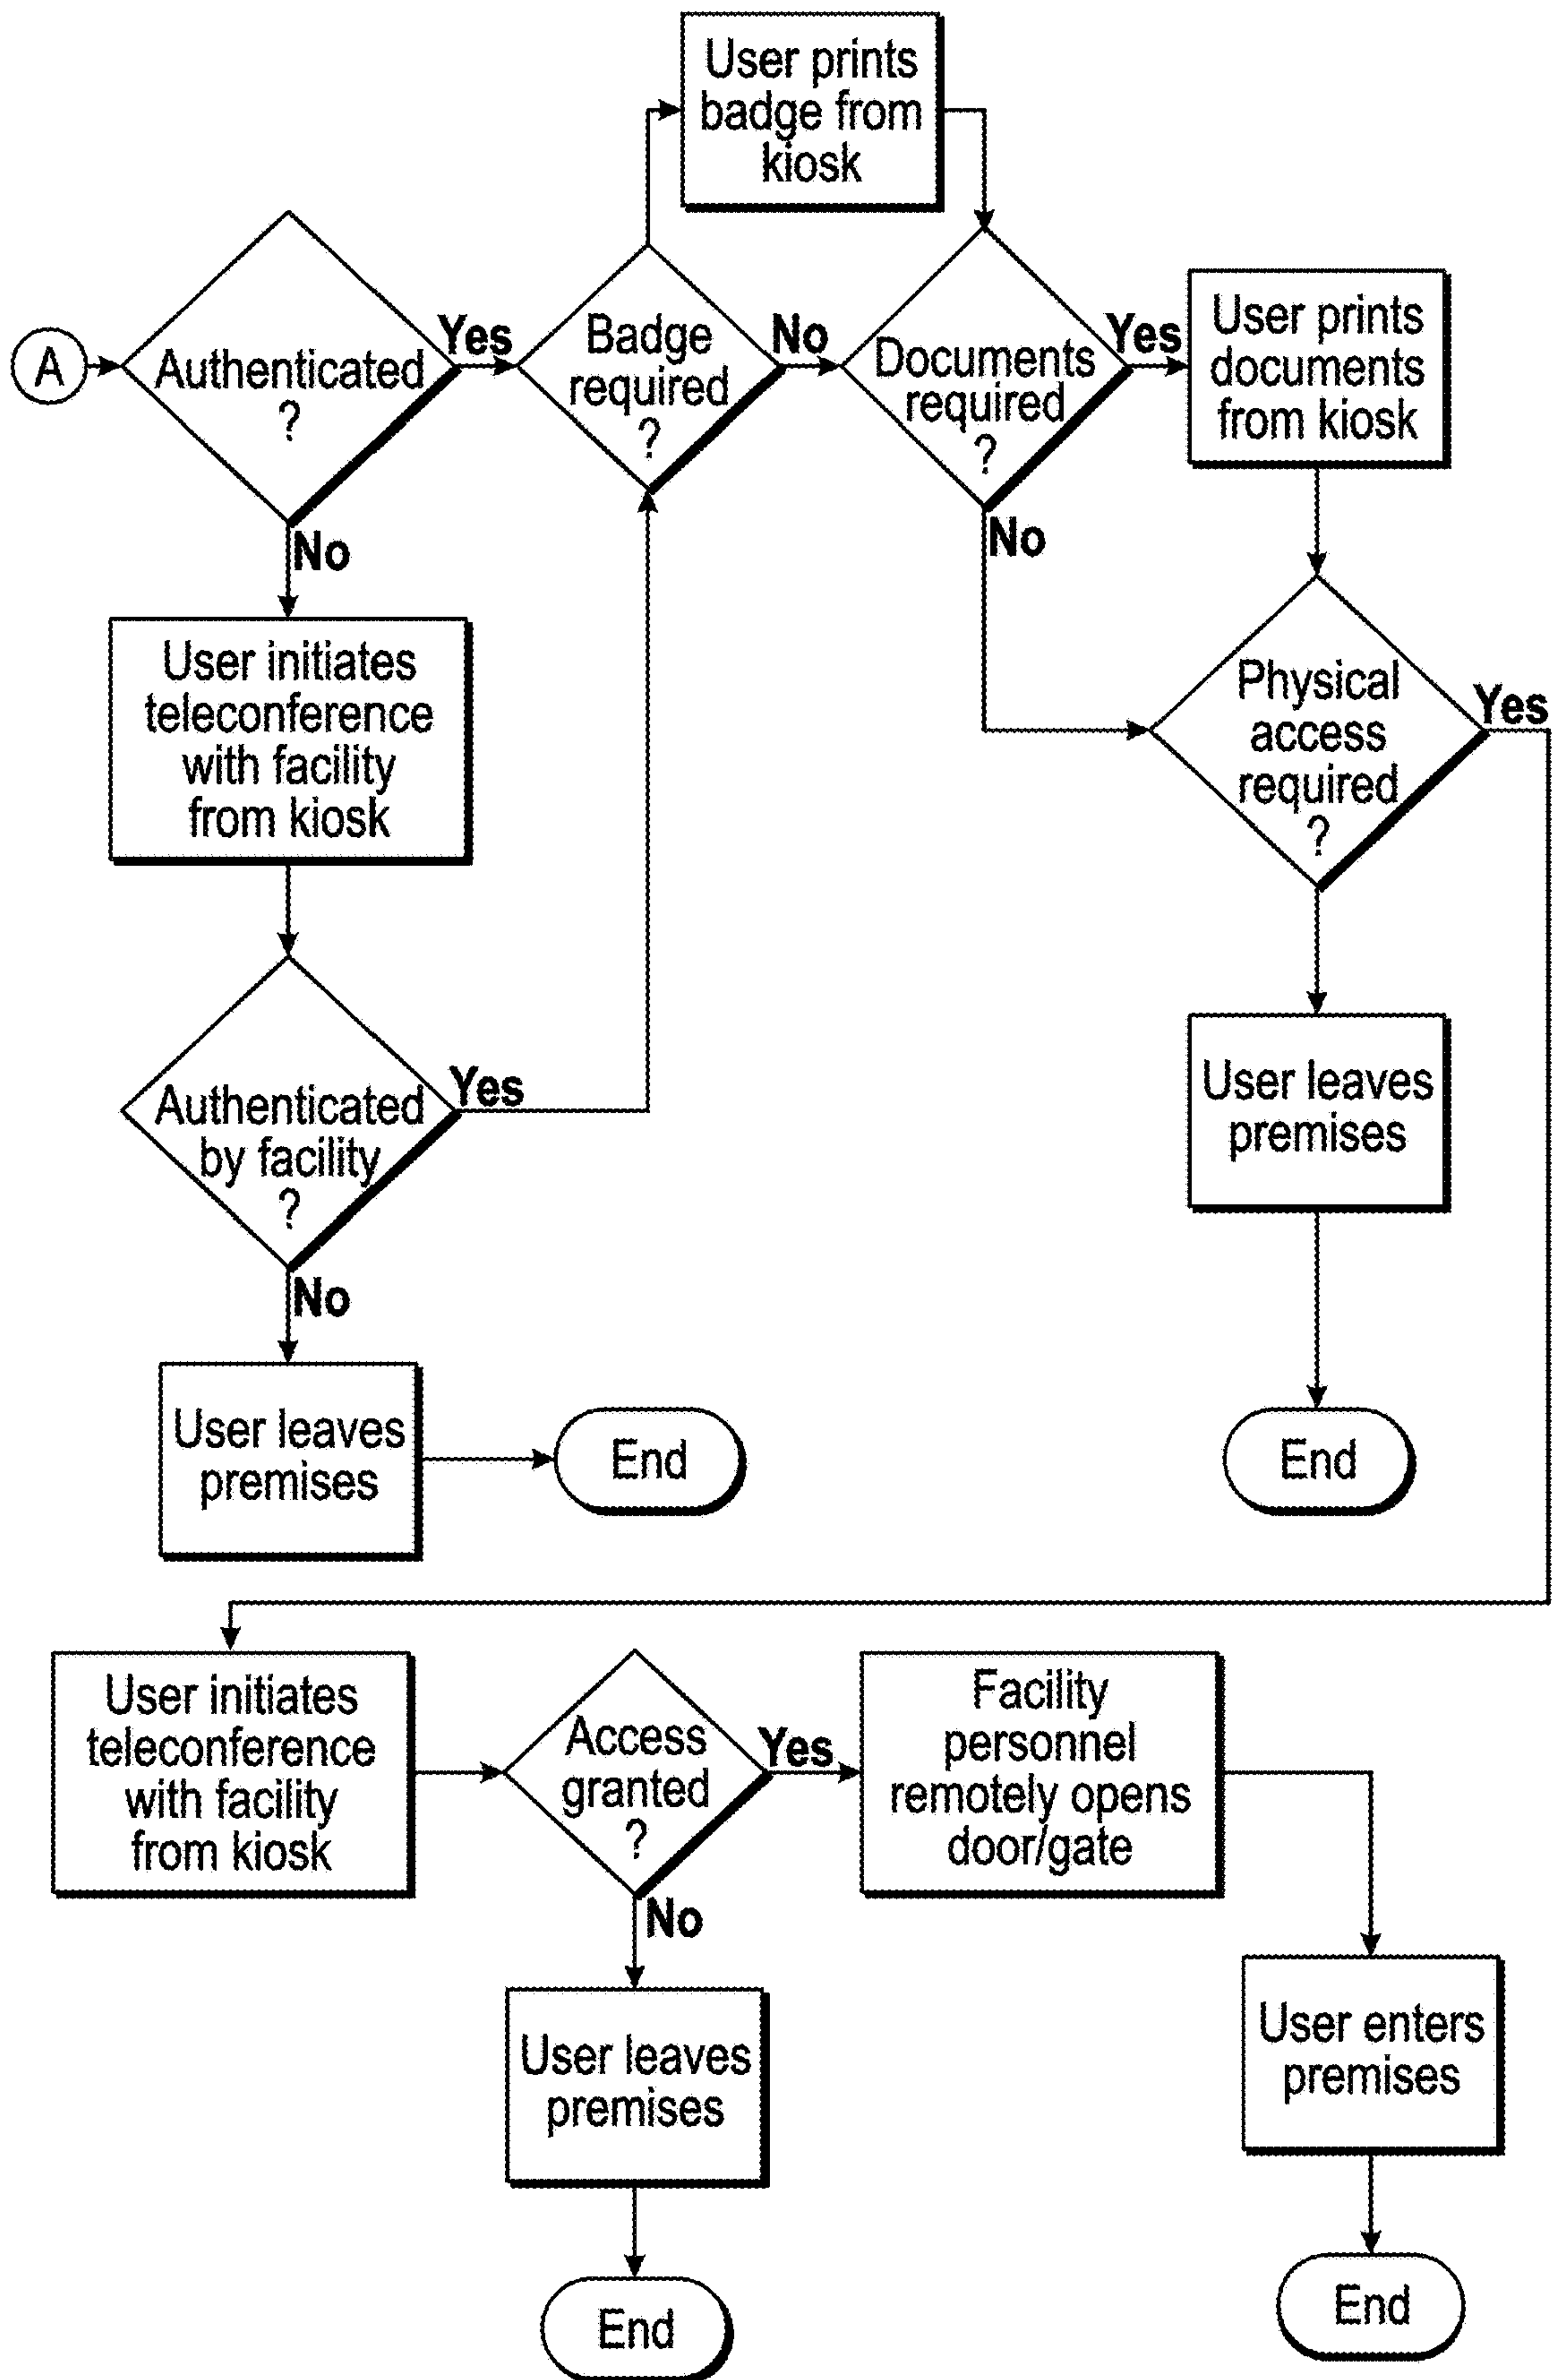 User prints
badge from
kiosk
A
Authenticated
?
Yes
No
Badge
required
?
No
Documents
required
?
Yes
No
User prints
documents
from kiosk
User initiates
teleconference
with facility
from kiosk
Physical
access
required
?
Yes
Authenticated
by facility
?
Yes
No
User leaves
premises
User leaves
premises
End
End
User initiates
teleconference
with facility
from kiosk
Access
granted
?
Yes
No
Facility
personnel
remotely opens
door/gate
User leaves
premises
User enters
premises
End
End